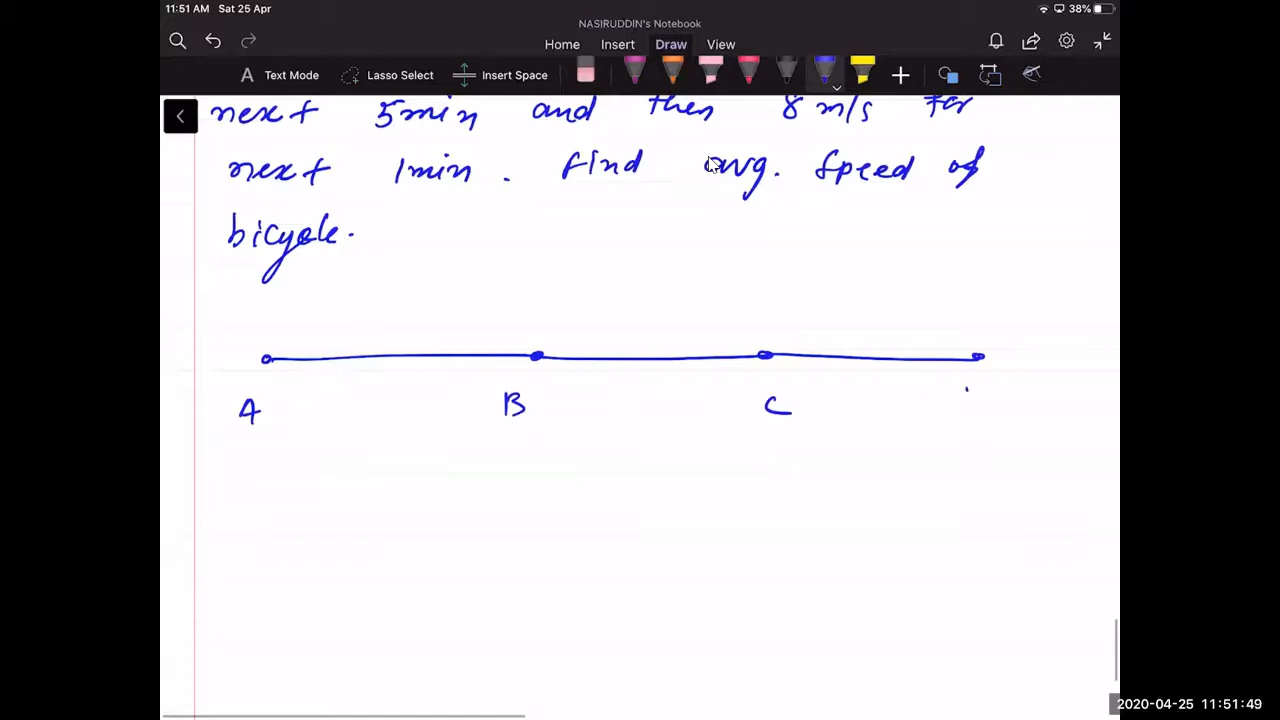 11:51 AM Sat 25 Apr
38%
NASIRUDDIN's Notebook
Home Insert Draw View
Text Mode Lasso Select Insert Space
next 5min and then 8 m/s for
next 1min. find avg. speed of
bicycle.
A B C
2020-04-25 11:51:49